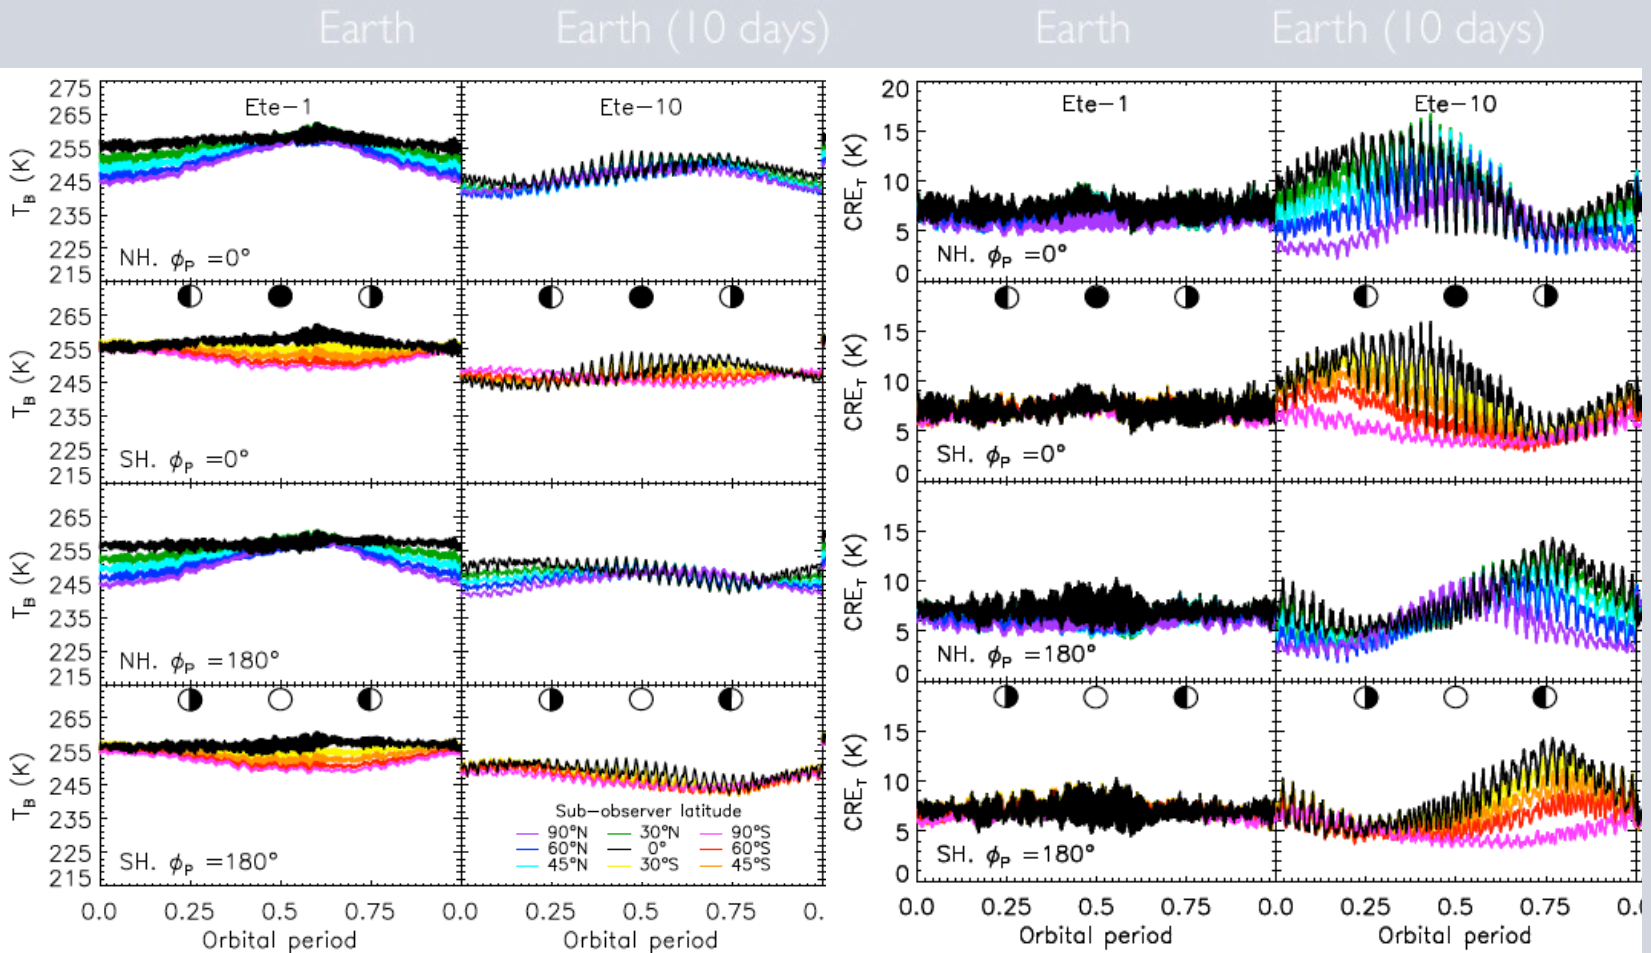 Earth Earth (10 days) Earth Earth (10 days)
Ete-1 Ete-10
275
265
255
245
235
225
215
T_B (K)
NH. ϕ_P =0°
265
255
245
235
225
215
T_B (K)
SH. ϕ_P =0°
265
255
245
235
225
215
T_B (K)
NH. ϕ_P =180°
265
255
245
235
225
215
T_B (K)
SH. ϕ_P =180°
Sub-observer latitude
90°N 30°N 90°S
60°N 0° 60°S
45°N 30°S 45°S
0.0 0.25 0.5 0.75 0.0 0.25 0.5 0.75 0.
Orbital period Orbital period
Ete-1 Ete-10
20
15
10
5
0
CRE_T (K)
NH. ϕ_P =0°
15
10
5
0
CRE_T (K)
SH. ϕ_P =0°
15
10
5
0
CRE_T (K)
NH. ϕ_P =180°
15
10
5
0
CRE_T (K)
SH. ϕ_P =180°
0.0 0.25 0.5 0.75 0.0 0.25 0.5 0.75 0.
Orbital period Orbital period